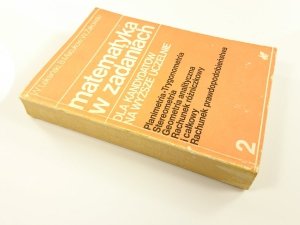 matematyka
w zadaniach
DLA KANDYDATÓW
NA WYŻSZE UCZELNIE
Planimetria-Trygonometria
Stereometria
Geometria analityczna
Rachunek różniczkowy
i całkowy
Rachunek prawdopodobieństwa
2